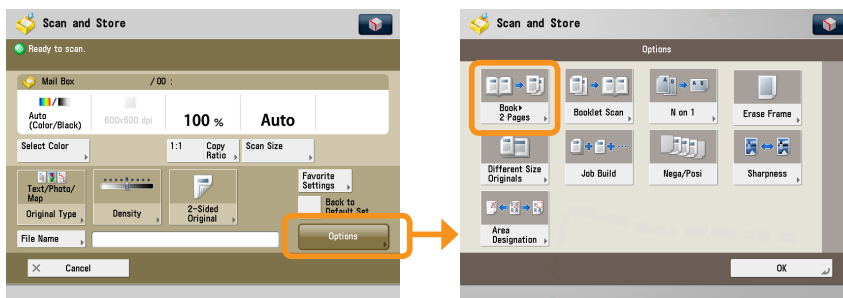 Scan and Store
Ready to scan.
Mail Box / 00 :
Auto
(Color/Black)
600x600 dpi
100 %
Auto
Select Color
1:1
Copy
Ratio
Scan Size
Text/Photo/
Map
Original Type
Density
2-Sided
Original
Favorite
Settings
Back to
Default Set.
File Name
Options
Cancel
Scan and Store
Options
Book
2 Pages
Booklet Scan
N on 1
Erase Frame
Different Size
Originals
Job Build
Nega/Posi
Sharpness
Area
Designation
OK